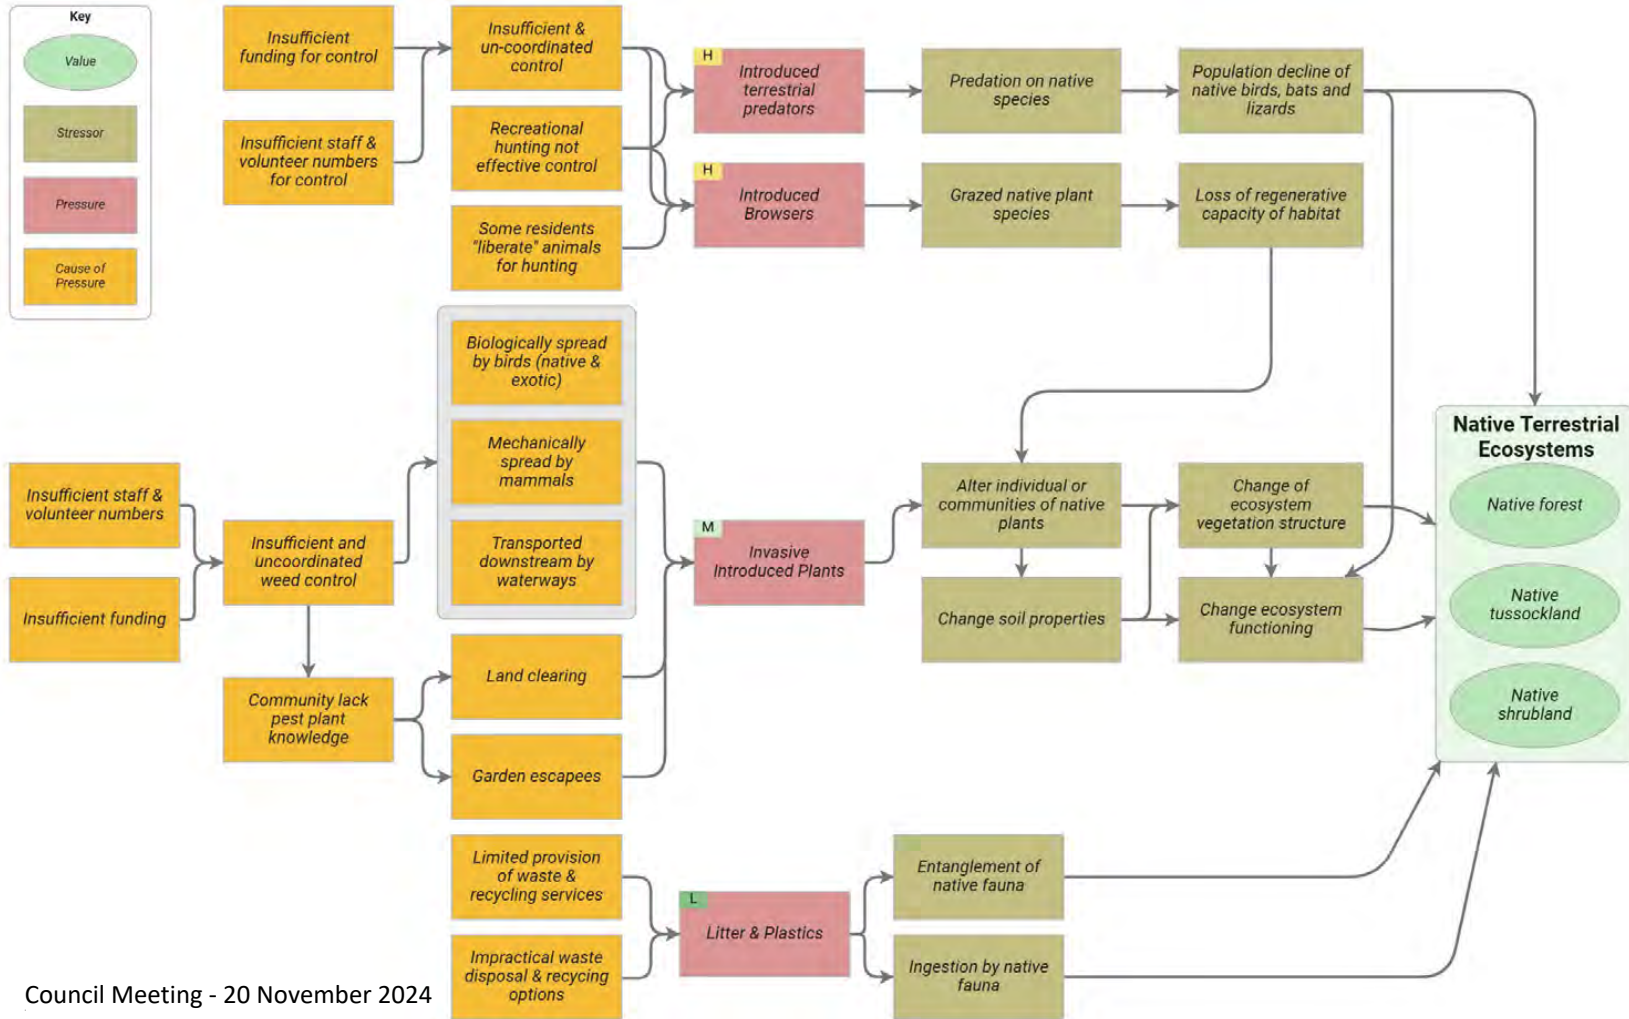 Key
Value
Stressor
Pressure
Cause of
Pressure
Insufficient
funding for control
Insufficient staff &
volunteer numbers
for control
Insufficient &
un-coordinated
control
Recreational
hunting not
effective control
Some residents
"liberate" animals
for hunting
H
Introduced
terrestrial
predators
H
Introduced
Browsers
Predation on native
species
Grazed native plant
species
Population decline of
native birds, bats and
lizards
Loss of regenerative
capacity of habitat
Biologically spread
by birds (native &
exotic)
Mechanically
spread by
mammals
Transported
downstream by
waterways
Insufficient staff &
volunteer numbers
Insufficient funding
Insufficient and
uncoordinated
weed control
Community lack
pest plant
knowledge
Land clearing
Garden escapees
M
Invasive
Introduced Plants
Alter individual or
communities of native
plants
Change soil properties
Change of
ecosystem
vegetation structure
Change ecosystem
functioning
Native Terrestrial
Ecosystems
Native forest
Native
tussockland
Native
shrubland
Limited provision
of waste &
recycling services
Impractical waste
disposal & recycing
options
L
Litter & Plastics
Entanglement of
native fauna
Ingestion by native
fauna
Council Meeting - 20 November 2024